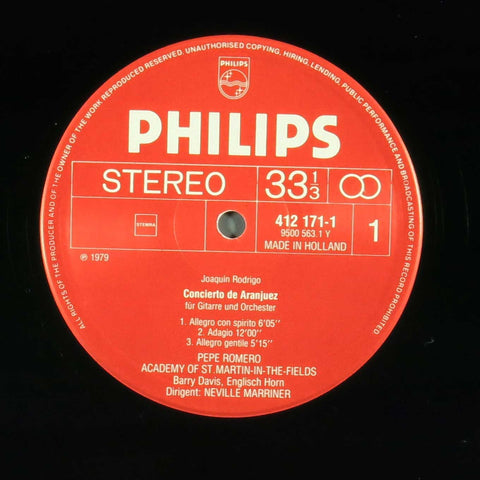 ALL RIGHTS OF THE PRODUCER AND OF THE OWNER OF THE WORK REPRODUCED RESERVED. UNAUTHORISED COPYING, HIRING, LENDING, PUBLIC PERFORMANCE AND BROADCASTING OF THIS RECORD PROHIBITED
PHILIPS
PHILIPS
STEREO
33 1/3
STEMRA
412 171-1
9500 563.1 Y
MADE IN HOLLAND
1
℗ 1979
Joaquin Rodrigo
Concierto de Aranjuez
für Gitarre und Orchester
1. Allegro con spirito 6'05''
2. Adagio 12'00''
3. Allegro gentile 5'15''
PEPE ROMERO
ACADEMY OF ST. MARTIN-IN-THE-FIELDS
Barry Davis, Englisch Horn
Dirigent: NEVILLE MARRINER